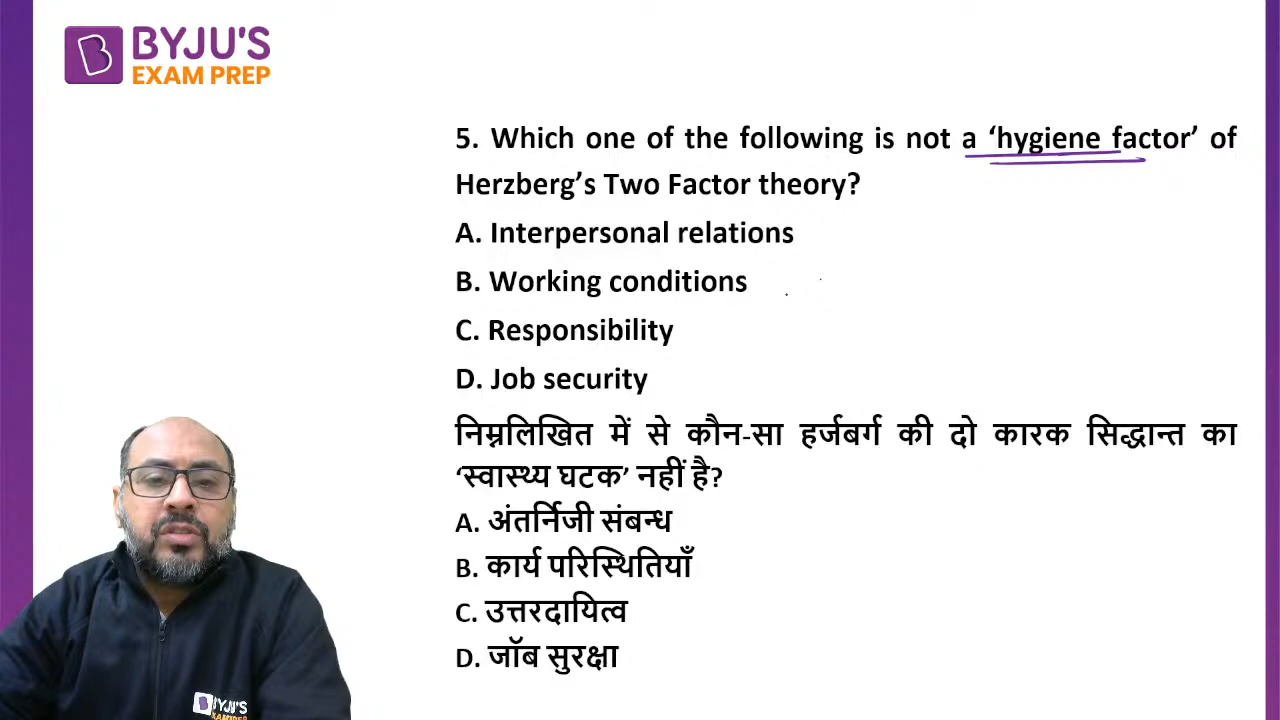 BYJU'S
EXAM PREP
5. Which one of the following is not a ‘hygiene factor’ of
Herzberg’s Two Factor theory?
A. Interpersonal relations
B. Working conditions
C. Responsibility
D. Job security
निम्नलिखित में से कौन-सा हर्जबर्ग की दो कारक सिद्धान्त का
‘स्वास्थ्य घटक’ नहीं है?
A. अंतर्निजी संबन्ध
B. कार्य परिस्थितियाँ
C. उत्तरदायित्व
D. जॉब सुरक्षा
BYJU'S
EXAM PREP